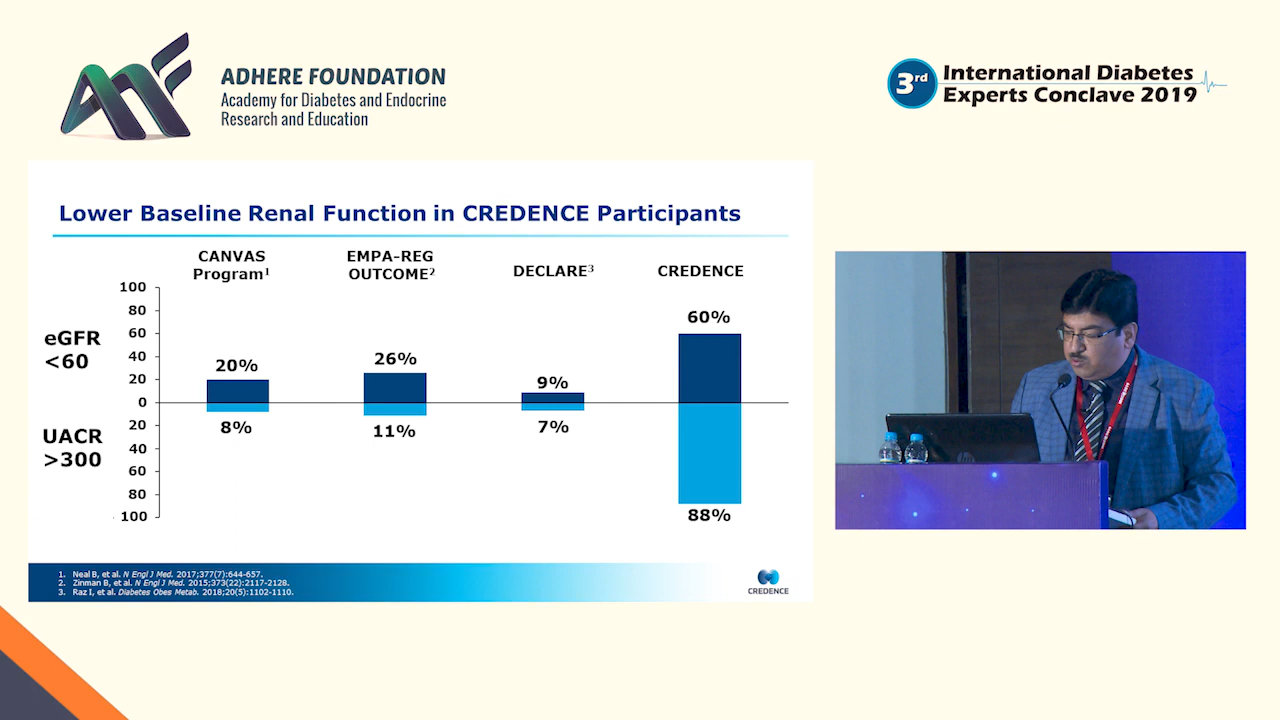 ADHERE FOUNDATION
Academy for Diabetes and Endocrine
Research and Education
3rd International Diabetes
Experts Conclave 2019
Lower Baseline Renal Function in CREDENCE Participants
CANVAS
Program¹
EMPA-REG
OUTCOME²
DECLARE³
CREDENCE
eGFR
<60
UACR
>300
100
80
60
40
20
0
20
40
60
80
100
20%
26%
9%
60%
8%
11%
7%
88%
1. Neal B, et al. N Engl J Med. 2017;377(7):644-657.
2. Zinman B, et al. N Engl J Med. 2015;373(22):2117-2128.
3. Raz I, et al. Diabetes Obes Metab. 2018;20(5):1102-1110.
CREDENCE
hp